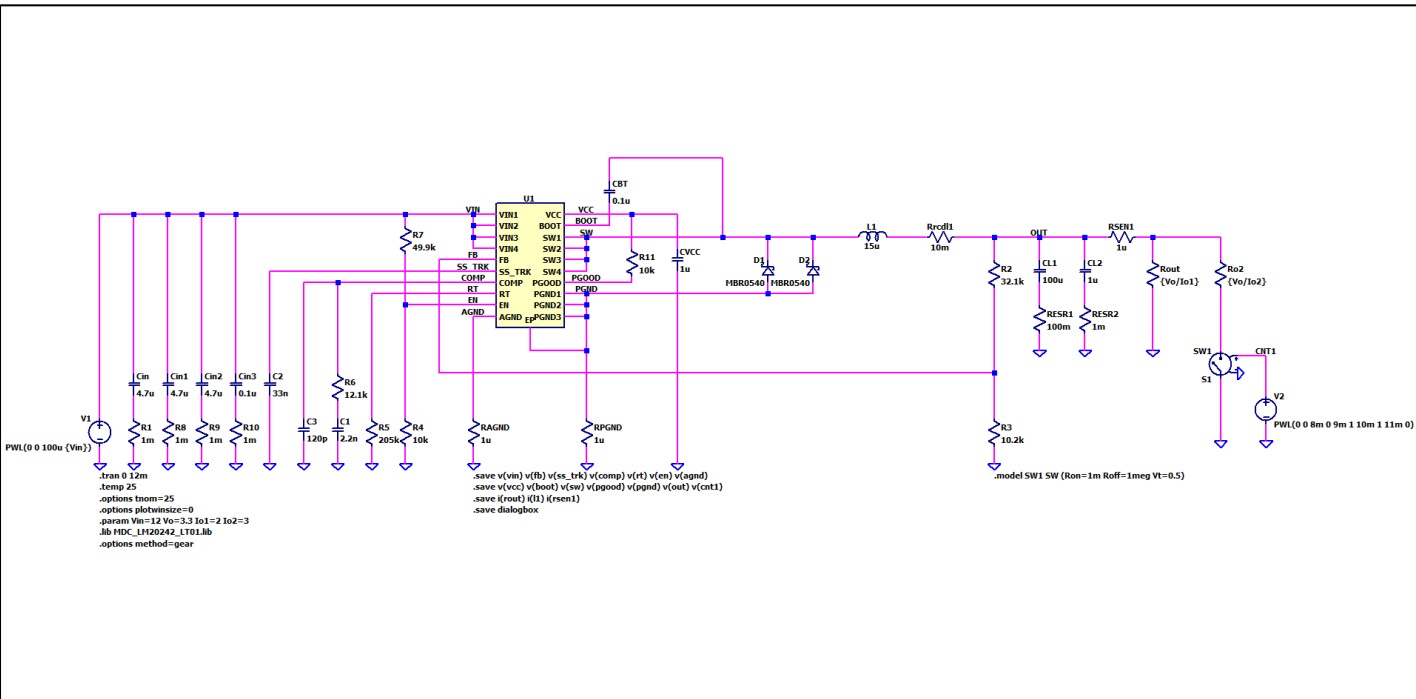 U1
VIN
VIN1
VIN2
VIN3
VIN4
FB
SS_TRK
COMP
RT
EN
AGND
EP
VCC
BOOT
SW1
SW2
SW3
SW4
PGOOD
PGND1
PGND2
PGND3
FB
SS_TRK
COMP
RT
EN
AGND
VCC
BOOT
SW
PGOOD
PGND
CBT
0.1u
R7
49.9k
R11
10k
CVCC
1u
D1
MBR0540
D2
MBR0540
L1
15u
Rrcdl1
10m
OUT
RSEN1
1u
R2
32.1k
CL1
100u
CL2
1u
RESR1
100m
RESR2
1m
Rout
{Vo/Io1}
Ro2
{Vo/Io2}
SW1
S1
CNT1
V2
PWL(0 0 8m 0 9m 1 10m 1 11m 0)
V1
PWL(0 0 100u {Vin})
Cin
4.7u
Cin1
4.7u
Cin2
4.7u
Cin3
0.1u
C2
33n
R1
1m
R8
1m
R9
1m
R10
1m
C3
120p
R6
12.1k
C1
2.2n
R5
205k
R4
10k
RAGND
1u
RPGND
1u
R3
10.2k
.tran 0 12m
.temp 25
.options tnom=25
.options plotwinsize=0
.param Vin=12 Vo=3.3 Io1=2 Io2=3
.lib MDC_LM20242_LT01.lib
.options method=gear
.save v(vin) v(fb) v(ss_trk) v(comp) v(rt) v(en) v(agnd)
.save v(vcc) v(boot) v(sw) v(pgood) v(pgnd) v(out) v(cnt1)
.save i(rout) i(l1) i(rsen1)
.save dialogbox
.model SW1 SW (Ron=1m Roff=1meg Vt=0.5)